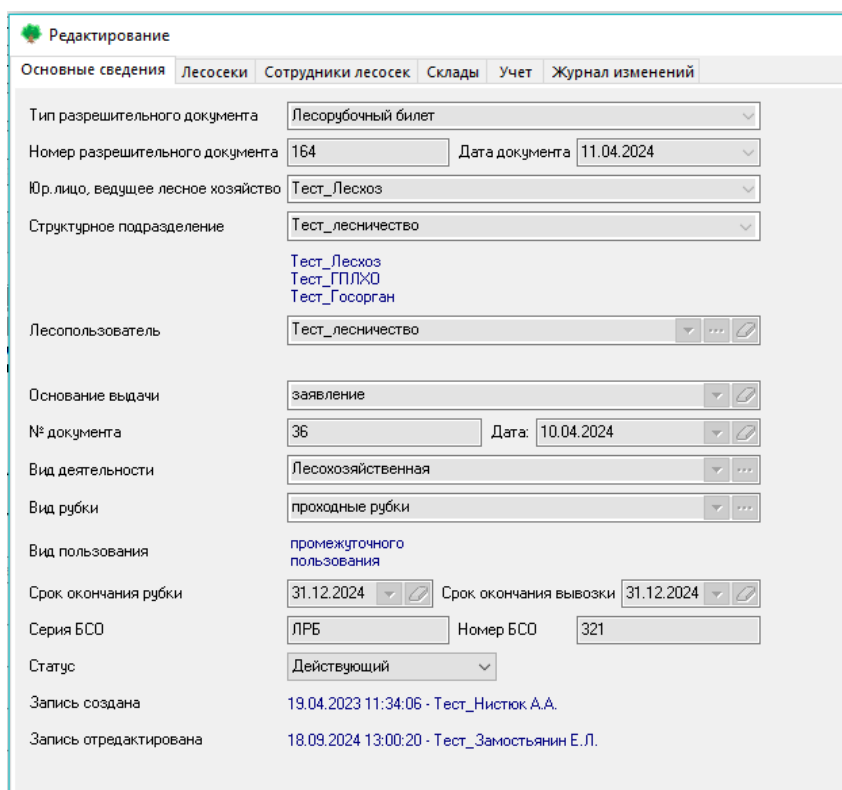 Редактирование
Основные сведения Лесосеки Сотрудники лесосек Склады Учет Журнал изменений
Тип разрешительного документа Лесорубочный билет
Номер разрешительного документа 164 Дата документа 11.04.2024
Юр.лицо, ведущее лесное хозяйство Тест_Лесхоз
Структурное подразделение Тест_лесничество
Тест_Лесхоз
Тест_ГПЛХО
Тест_Госорган
Лесопользователь Тест_лесничество
Основание выдачи заявление
№ документа 36 Дата: 10.04.2024
Вид деятельности Лесохозяйственная
Вид рубки проходные рубки
Вид пользования промежуточного
пользования
Срок окончания рубки 31.12.2024 Срок окончания вывозки 31.12.2024
Серия БСО ЛРБ Номер БСО 321
Статус Действующий
Запись создана 19.04.2023 11:34:06 - Тест_Нистюк А.А.
Запись отредактирована 18.09.2024 13:00:20 - Тест_Замостьянин Е.Л.